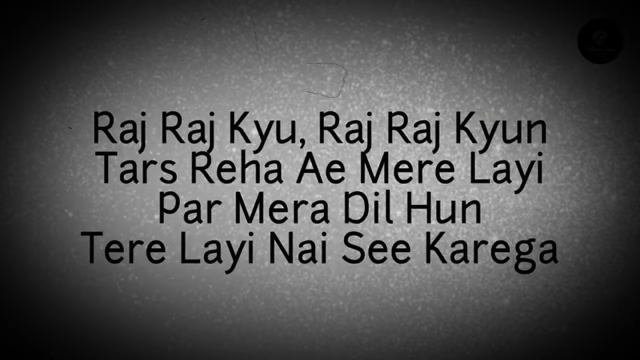 Raj Raj Kyu, Raj Raj Kyun
Tars Reha Ae Mere Layi
Par Mera Dil Hun
Tere Layi Nai See Karega